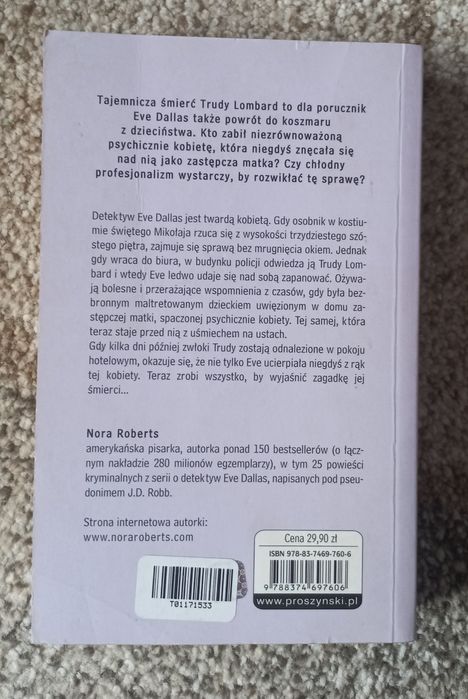 Tajemnicza śmierć Trudy Lombard to dla porucznik
Eve Dallas także powrót do koszmaru
z dzieciństwa. Kto zabił niezrównoważoną
psychicznie kobietę, która niegdyś znęcała się
nad nią jako zastępcza matka? Czy chłodny
profesjonalizm wystarczy, by rozwikłać tę sprawę?
Detektyw Eve Dallas jest twardą kobietą. Gdy osobnik w kostiu-
mie świętego Mikołaja rzuca się z wysokości trzydziestego szó-
stego piętra, zajmuje się sprawą bez mrugnięcia okiem. Jednak
gdy wraca do biura, w budynku policji odwiedza ją Trudy Lom-
bard i wtedy Eve ledwo udaje się nad sobą zapanować. Ożywa-
ją bolesne i przerażające wspomnienia z czasów, gdy była bez-
bronnym maltretowanym dzieckiem uwięzionym w domu za-
stępczej matki, spaczonej psychicznie kobiety. Tej samej, która
teraz staje przed nią z uśmiechem na ustach.
Gdy kilka dni później zwłoki Trudy zostają odnalezione w pokoju
hotelowym, okazuje się, że nie tylko Eve ucierpiała niegdyś z rąk
tej kobiety. Teraz zrobi wszystko, by wyjaśnić zagadkę jej
śmierci...
Nora Roberts
amerykańska pisarka, autorka ponad 150 bestsellerów (o łącz-
nym nakładzie 280 milionów egzemplarzy), w tym 25 powieści
kryminalnych z serii o detektyw Eve Dallas, napisanych pod pseu-
donimem J.D. Robb.
Strona internetowa autorki:
www.noraroberts.com
Cena 29,90 zł
ISBN 978-83-7469-760-6
9 788374 697606
www.proszynski.pl
T01171533